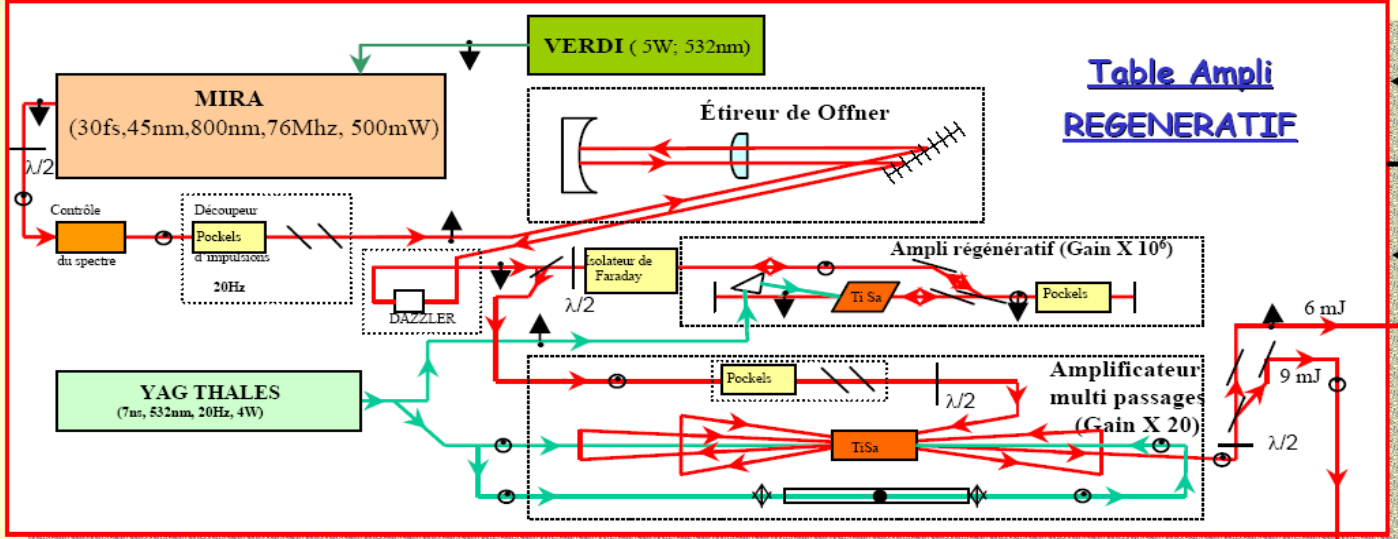 VERDI ( 5W; 532nm)
Table Ampli
REGENERATIF
MIRA
(30fs,45nm,800nm,76Mhz, 500mW)
Étireur de Offner
λ/2
Contrôle
du spectre
Découpeur
Pockels
d'impulsions
20Hz
DAZZLER
λ/2
Isolateur de
Faraday
Ampli régénératif (Gain X 10⁶)
Ti Sa
Pockels
6 mJ
9 mJ
YAG THALES
(7ns, 532nm, 20Hz, 4W)
Pockels
λ/2
Amplificateur
multi passages
(Gain X 20)
TiSa
λ/2